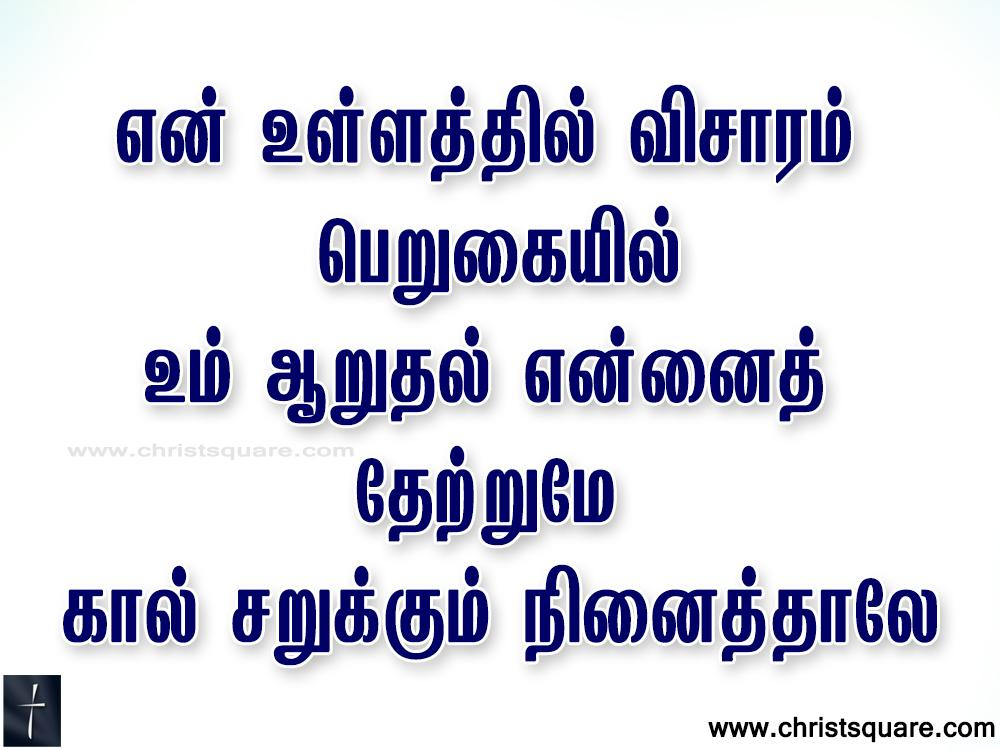 என் உள்ளத்தில் விசாரம்
பெறுகையில்
உம் ஆறுதல் என்னைத்
www.christsquare.com
தேற்றுமே
கால் சறுக்கும் நினைத்தாலே
www.christsquare.com